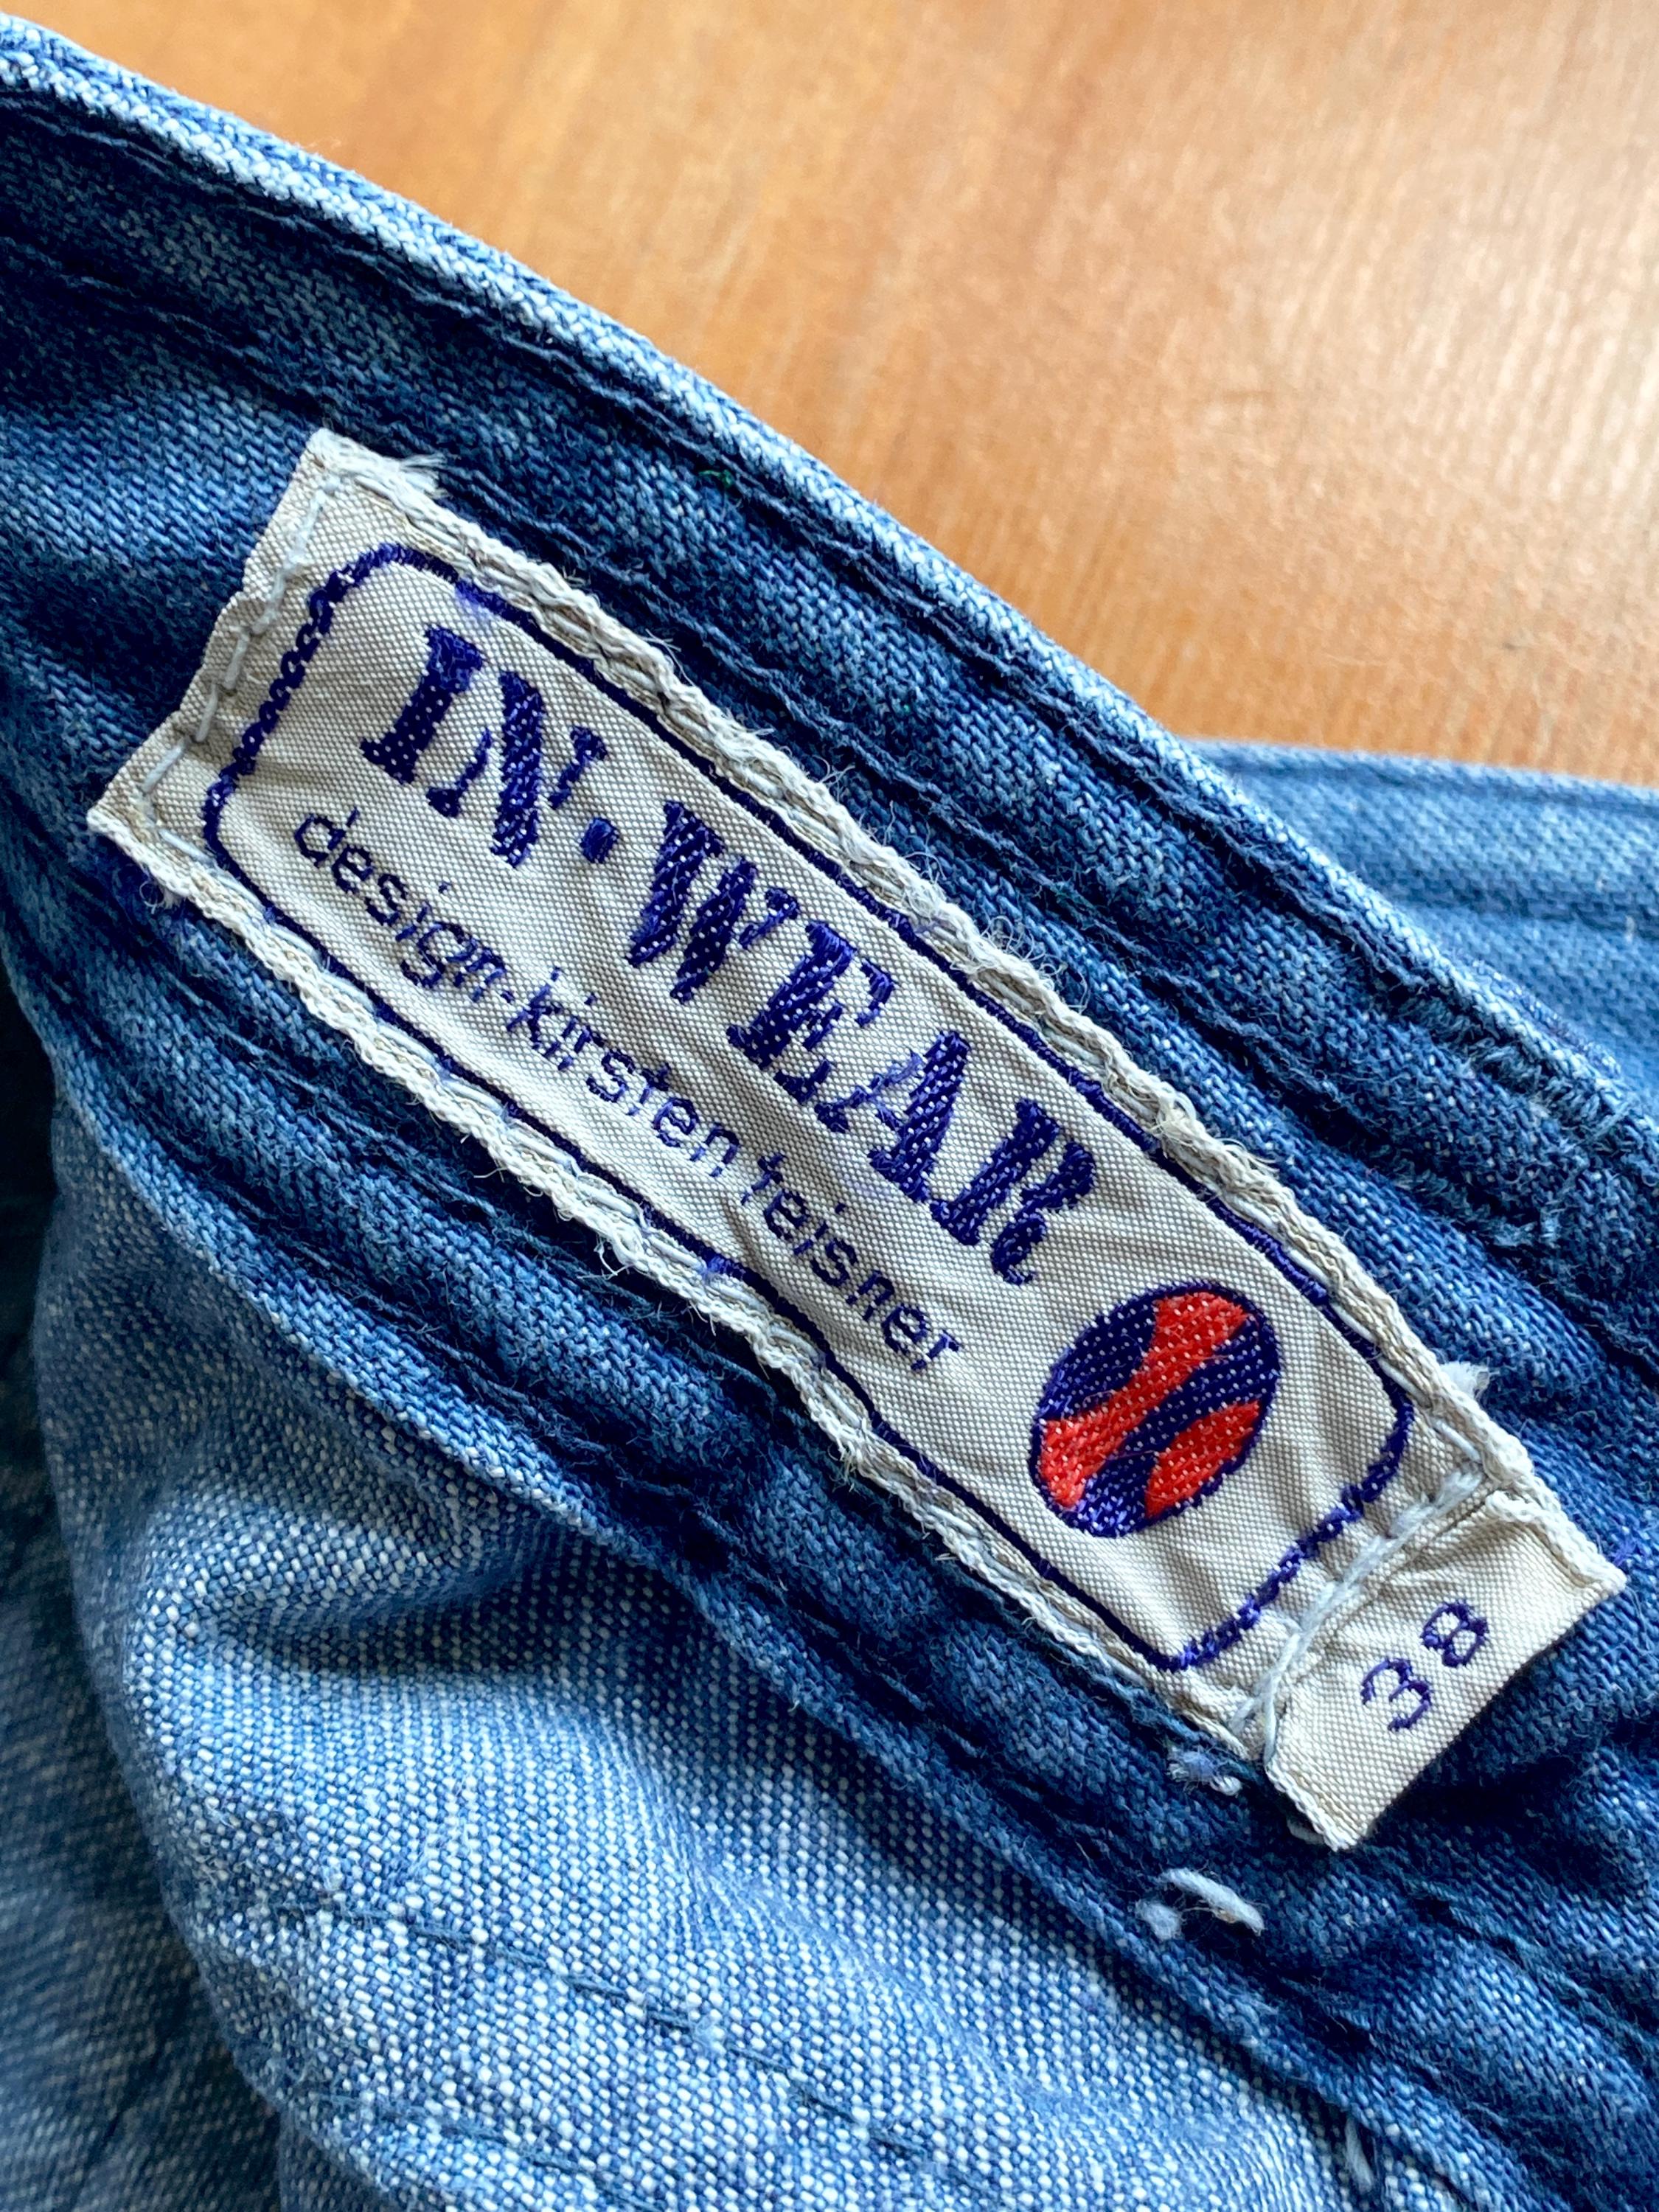 IN·WEAR
design-kirsten teisner
38